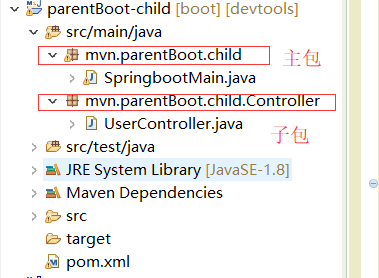 parentBoot-child [boot] [devtools]
src/main/java
mvn.parentBoot.child 主包
SpringbootMain.java
mvn.parentBoot.child.Controller
UserController.java 子包
src/test/java
JRE System Library [JavaSE-1.8]
Maven Dependencies
src
target
pom.xml